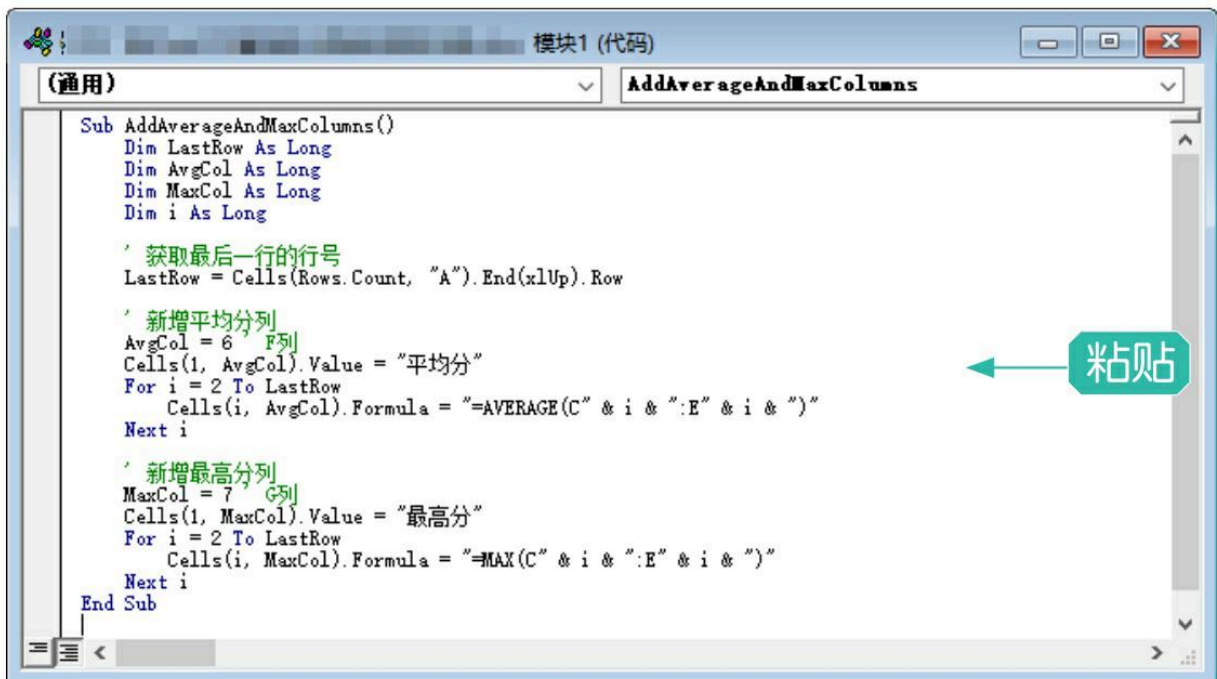 模块1 (代码)
(通用)
AddAverageAndMaxColumns
Sub AddAverageAndMaxColumns()
    Dim LastRow As Long
    Dim AvgCol As Long
    Dim MaxCol As Long
    Dim i As Long
    ' 获取最后一行的行号
    LastRow = Cells(Rows.Count, "A").End(xlUp).Row
    ' 新增平均分列
    AvgCol = 6 ' F列
    Cells(1, AvgCol).Value = "平均分"
    For i = 2 To LastRow
        Cells(i, AvgCol).Formula = "=AVERAGE(C" & i & ":E" & i & ")"
    Next i
    ' 新增最高分列
    MaxCol = 7 ' G列
    Cells(1, MaxCol).Value = "最高分"
    For i = 2 To LastRow
        Cells(i, MaxCol).Formula = "=MAX(C" & i & ":E" & i & ")"
    Next i
End Sub
粘贴